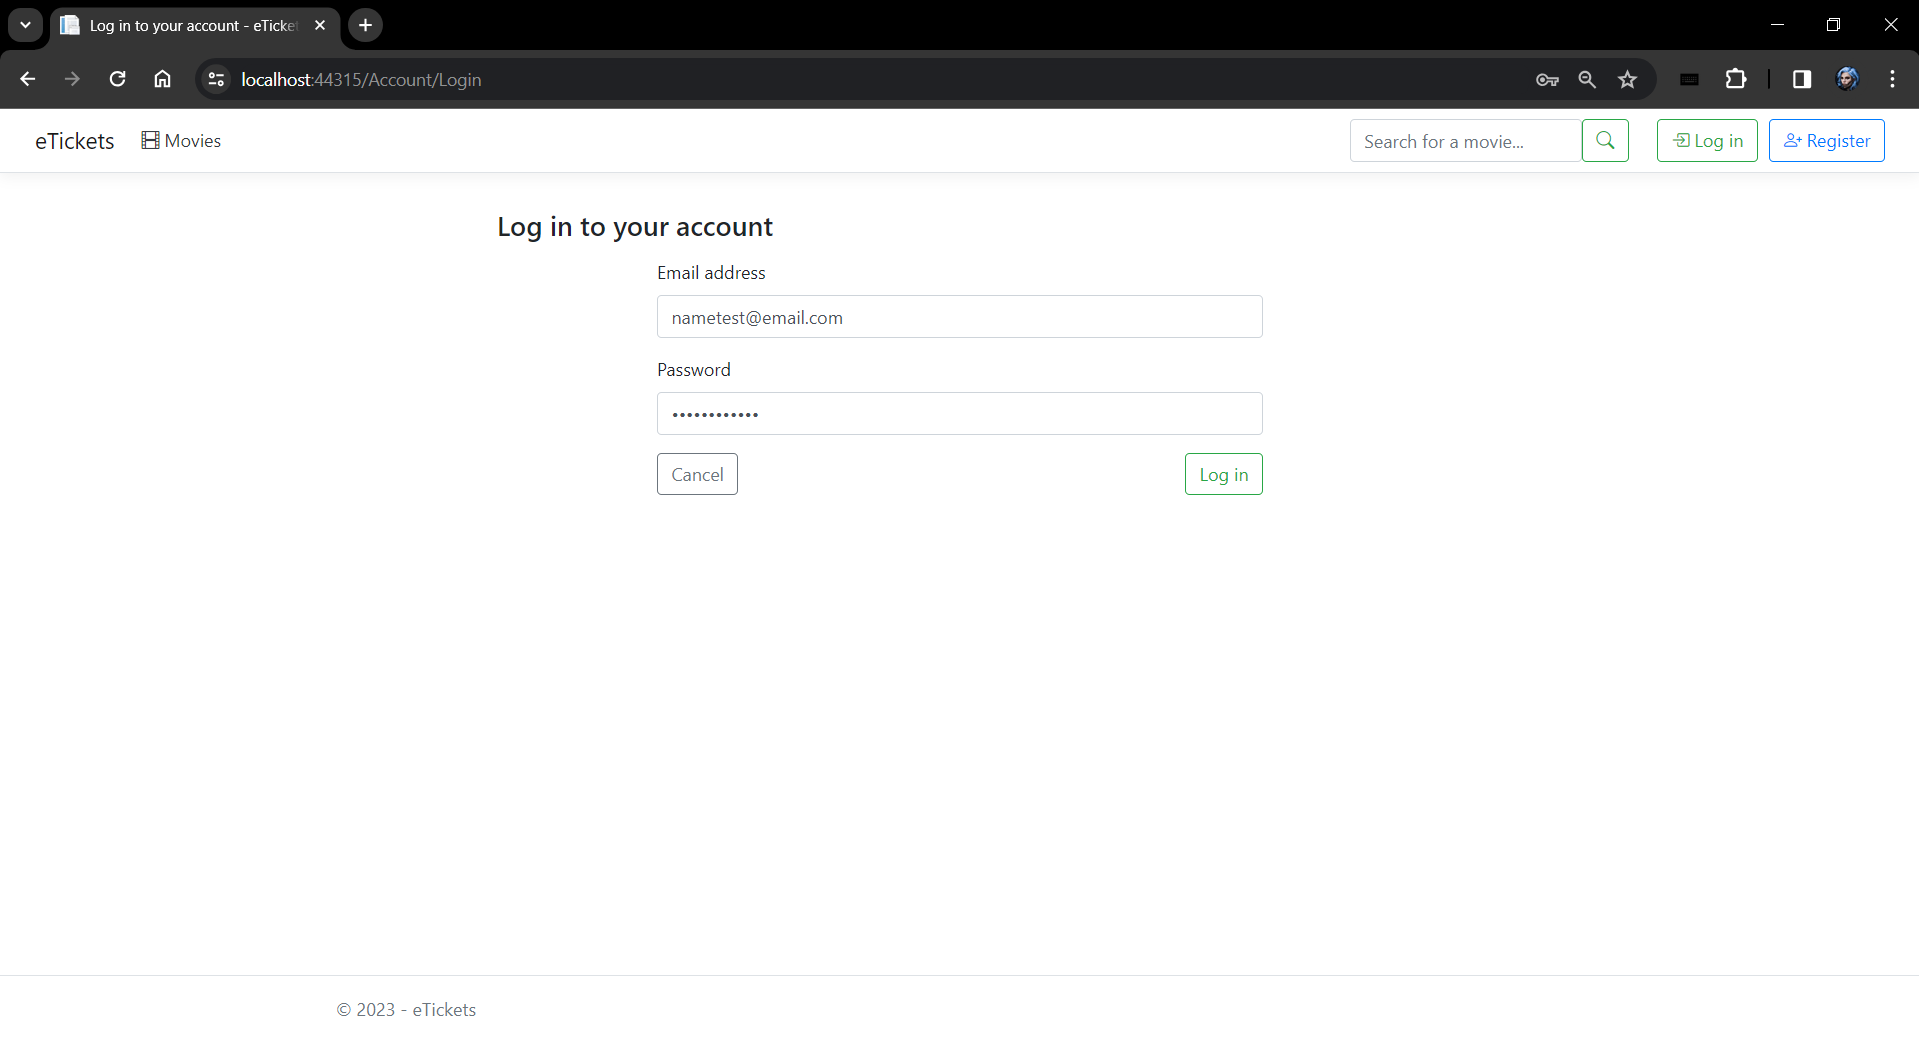 Log in to your account - eTicket
localhost:44315/Account/Login
eTickets Movies Search for a movie... Log in Register
Log in to your account
Email address
nametest@email.com
Password
••••••••••••
Cancel Log in
© 2023 - eTickets